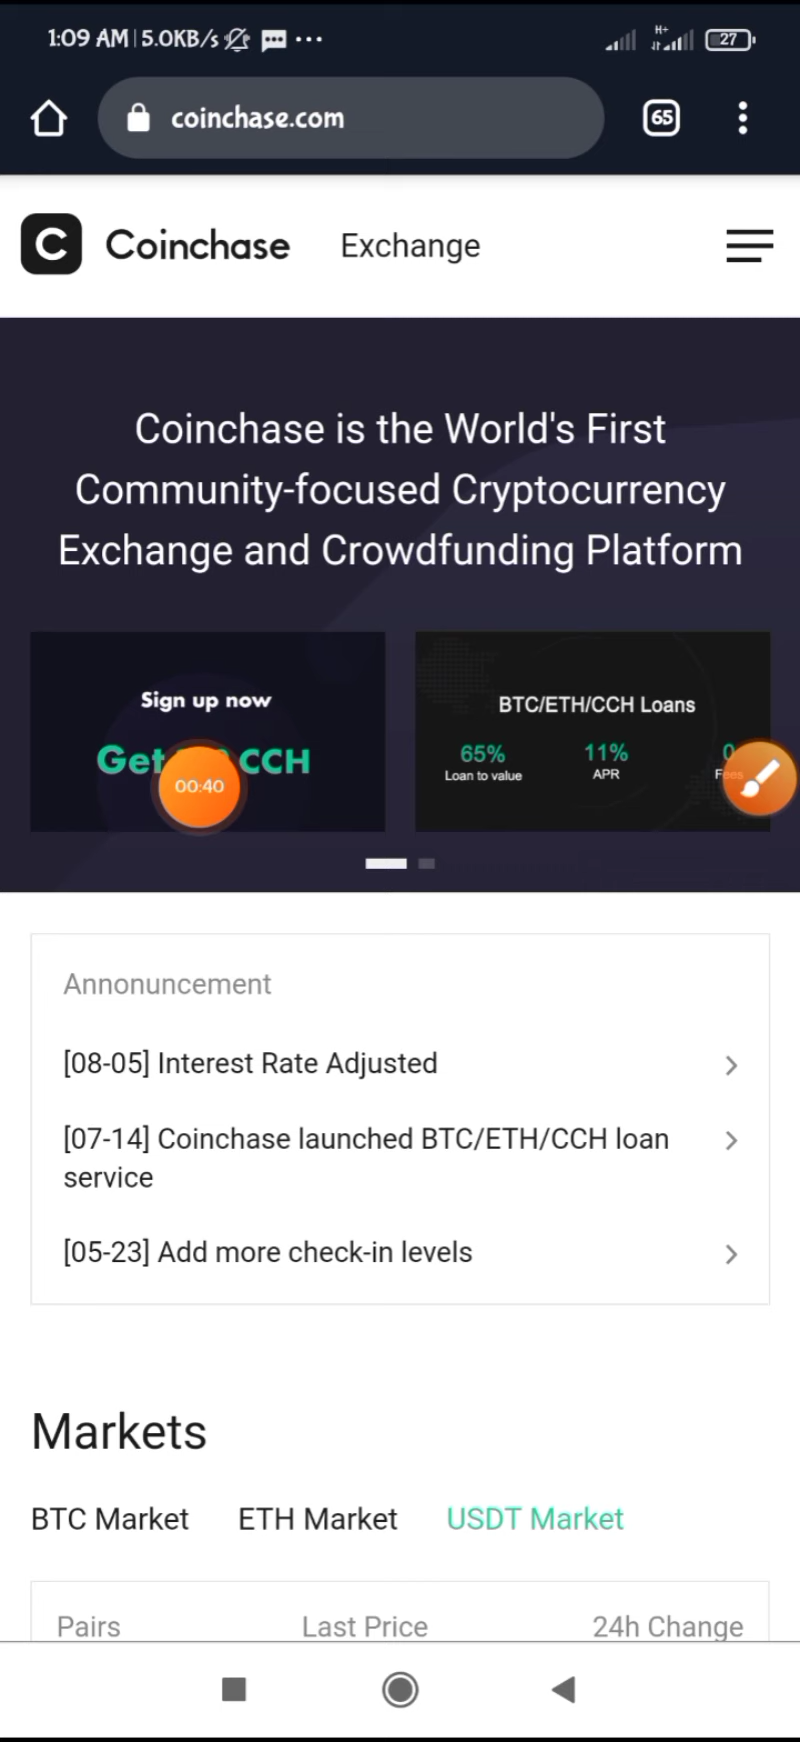 1:09 AM | 5.0KB/s ...
H+
27
coinchase.com
65
C Coinchase Exchange
Coinchase is the World's First
Community-focused Cryptocurrency
Exchange and Crowdfunding Platform
Sign up now
Get CCH
00:40
BTC/ETH/CCH Loans
65% 11% 0
Loan to value APR Fees
Annonuncement
[08-05] Interest Rate Adjusted
[07-14] Coinchase launched BTC/ETH/CCH loan
service
[05-23] Add more check-in levels
Markets
BTC Market ETH Market USDT Market
Pairs Last Price 24h Change